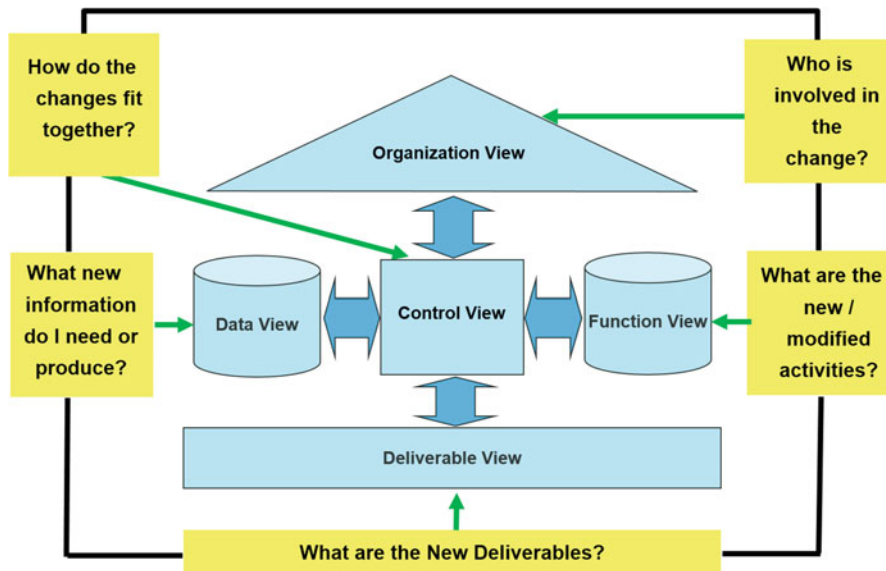 How do the
changes fit
together?
Who is
involved in
the
change?
Organization View
What new
information
do I need or
produce?
Data View
Control View
Function View
What are the
new /
modified
activities?
Deliverable View
What are the New Deliverables?